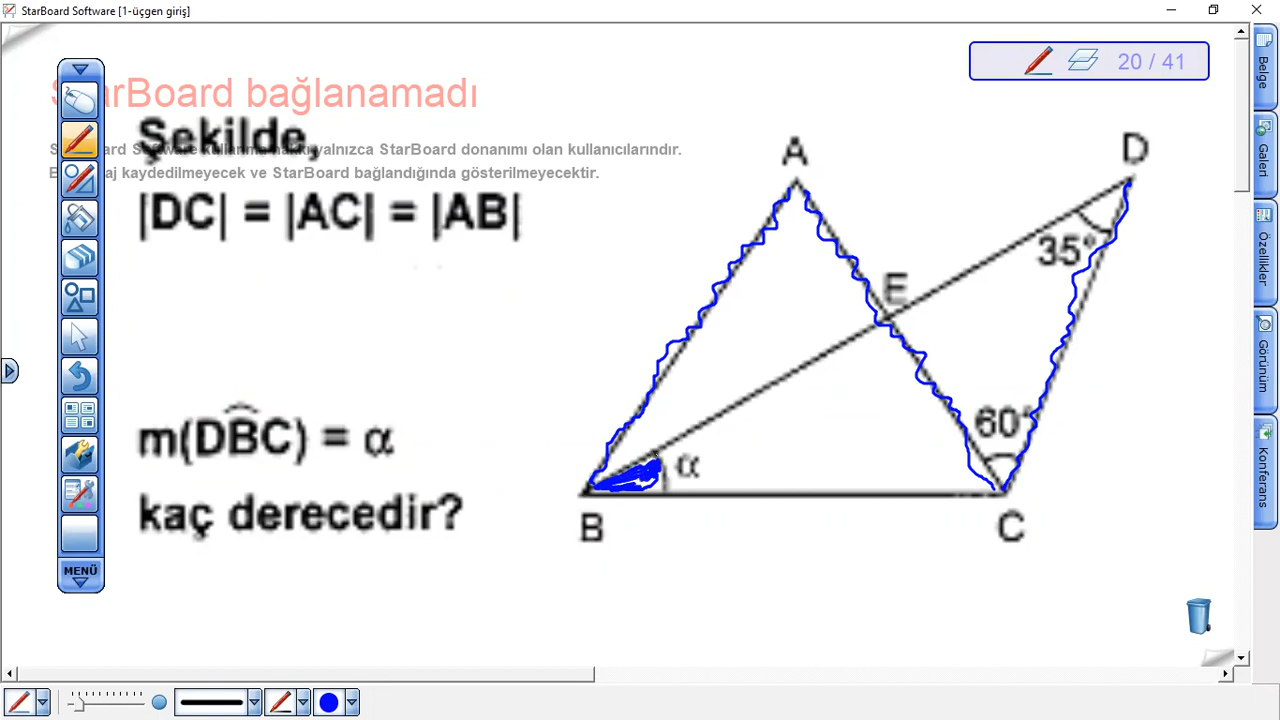 StarBoard Software [1-üçgen giriş]
20 / 41
StarBoard bağlanamadı
Şekilde,
yalnızca StarBoard donanımı olan kullanıcılarındır.
kaydedilmeyecek ve StarBoard bağlandığında gösterilmeyecektir.
|DC| = |AC| = |AB|
m(DBC) = α
kaç derecedir?
A
D
E
35°
60°
α
B
C
MENÜ
Belge
Galeri
Özellikler
Görünüm
Konferans